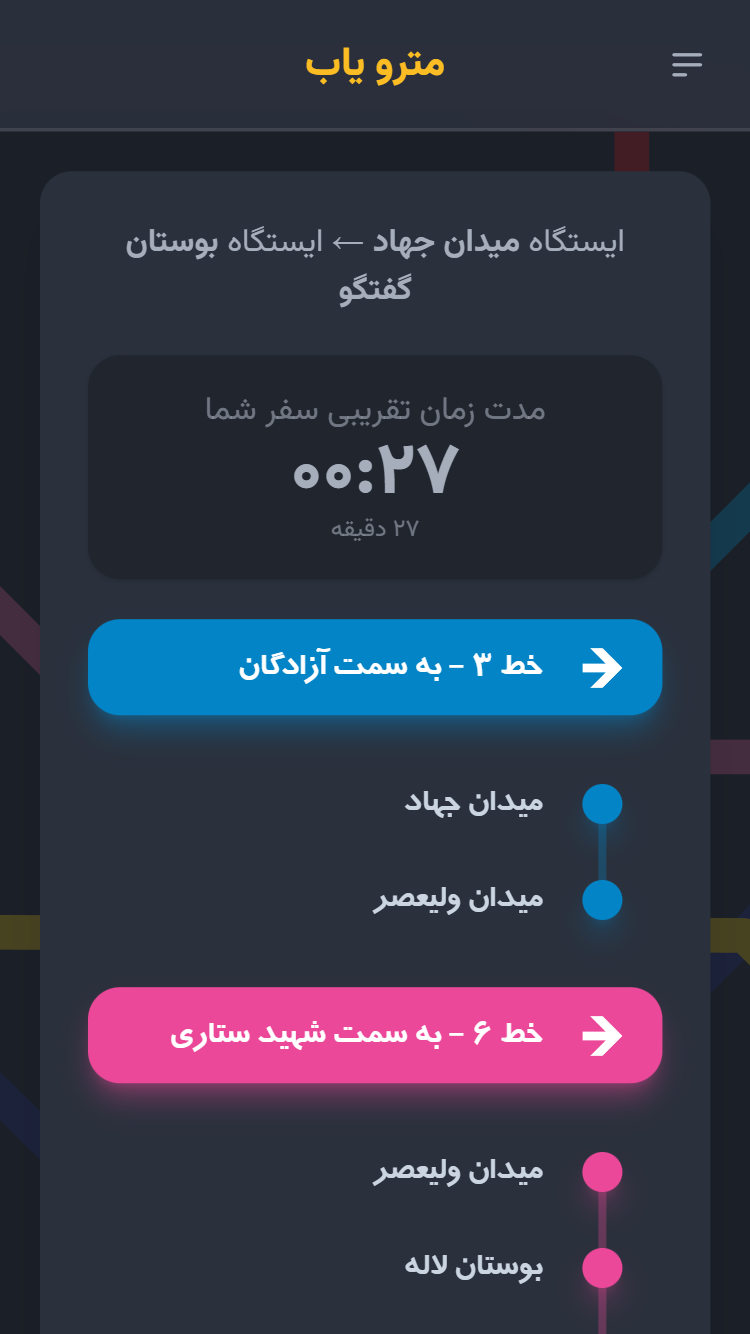 مترو یاب
ایستگاه میدان جهاد ← ایستگاه بوستان
گفتگو
مدت زمان تقریبی سفر شما
۰۰:۲۷
۲۷ دقیقه
خط ۳ - به سمت آزادگان
میدان جهاد
میدان ولیعصر
خط ۶ - به سمت شهید ستاری
میدان ولیعصر
بوستان لاله